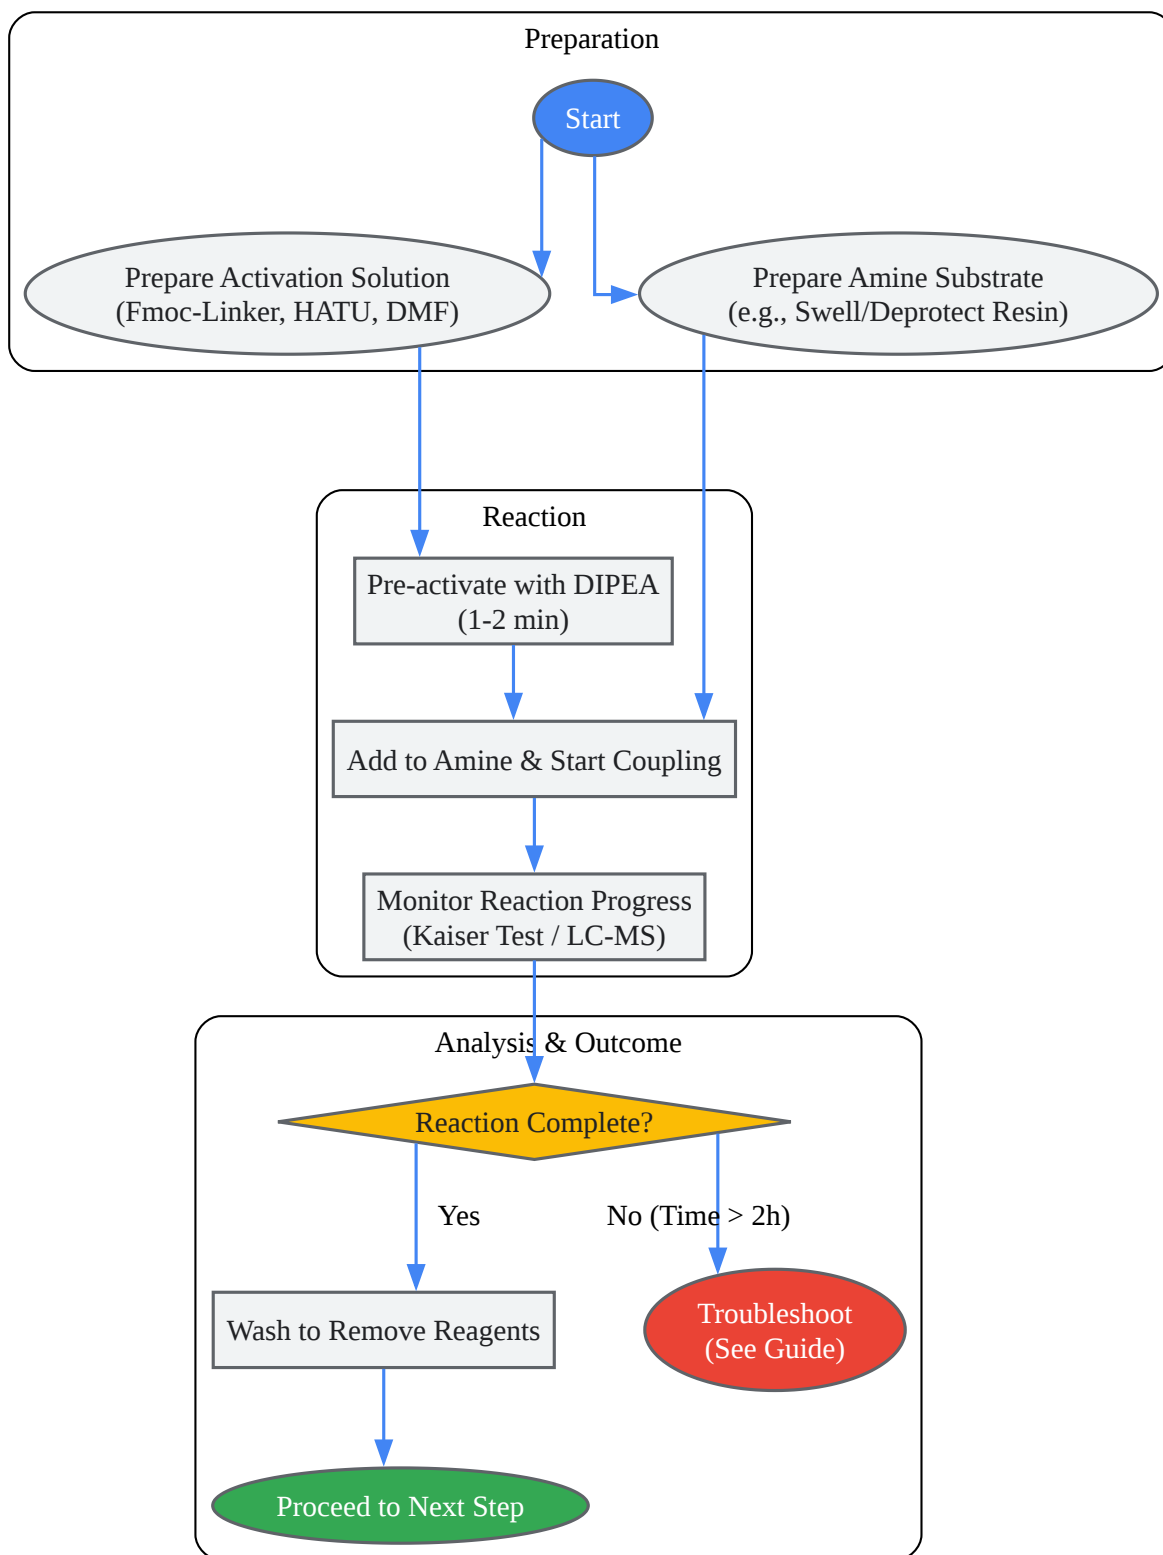 Preparation
Start
Prepare Activation Solution
(Fmoc-Linker, HATU, DMF)
Prepare Amine Substrate
(e.g., Swell/Deprotect Resin)
Reaction
Pre-activate with DIPEA
(1-2 min)
Add to Amine & Start Coupling
Monitor Reaction Progress
(Kaiser Test / LC-MS)
Analysis & Outcome
Reaction Complete?
Yes
No (Time > 2h)
Wash to Remove Reagents
Troubleshoot
(See Guide)
Proceed to Next Step